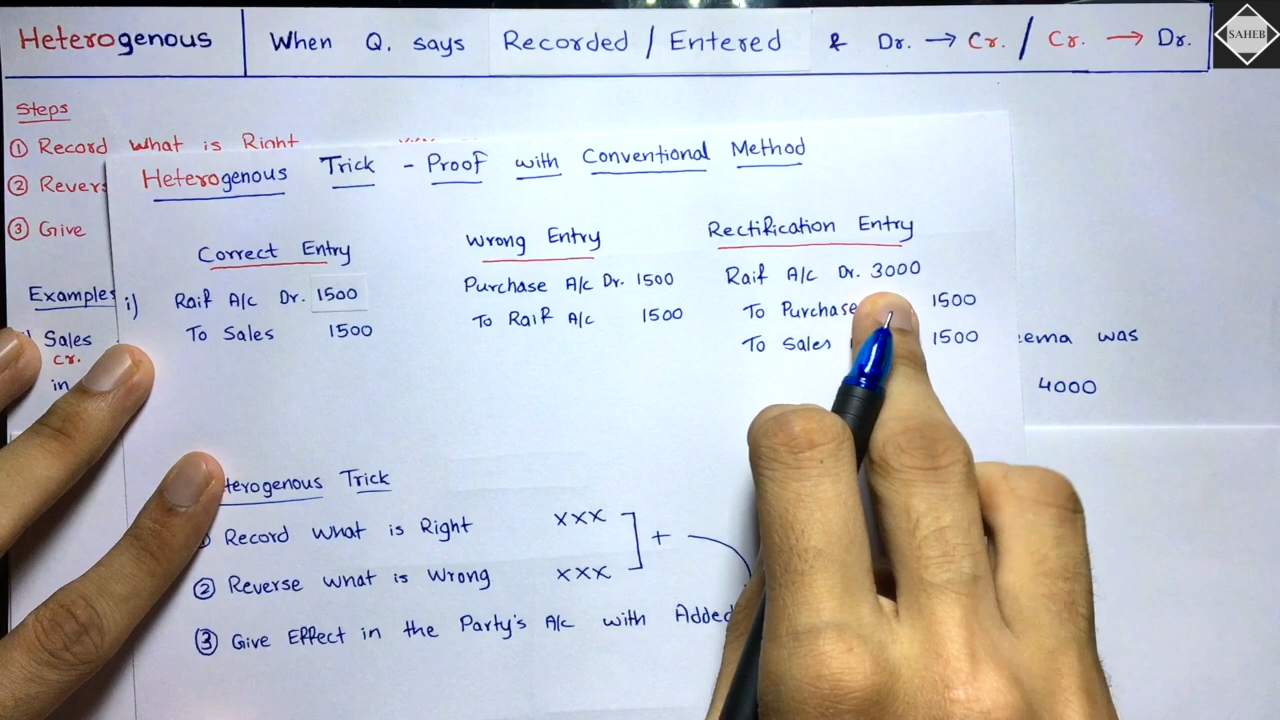 Heterogenous When Q. says Recorded / Entered & Dr. → Cr. / Cr. → Dr.
SAHEB
Steps
① Record What is Right
② Revers
③ Give
Examples
Sales
Cr.
in
Heterogenous Trick - Proof with Conventional Method
Correct Entry
i) Raif A/c Dr. 1500
To Sales 1500
Wrong Entry
Purchase A/c Dr. 1500
To Raif A/c 1500
Rectification Entry
Raif A/c Dr. 3000
To Purchase 1500
To Sales 1500
was
4000
terogenous Trick
Record What is Right XXX
② Reverse What is Wrong XXX
+
③ Give Effect in the Party's A/c with Added